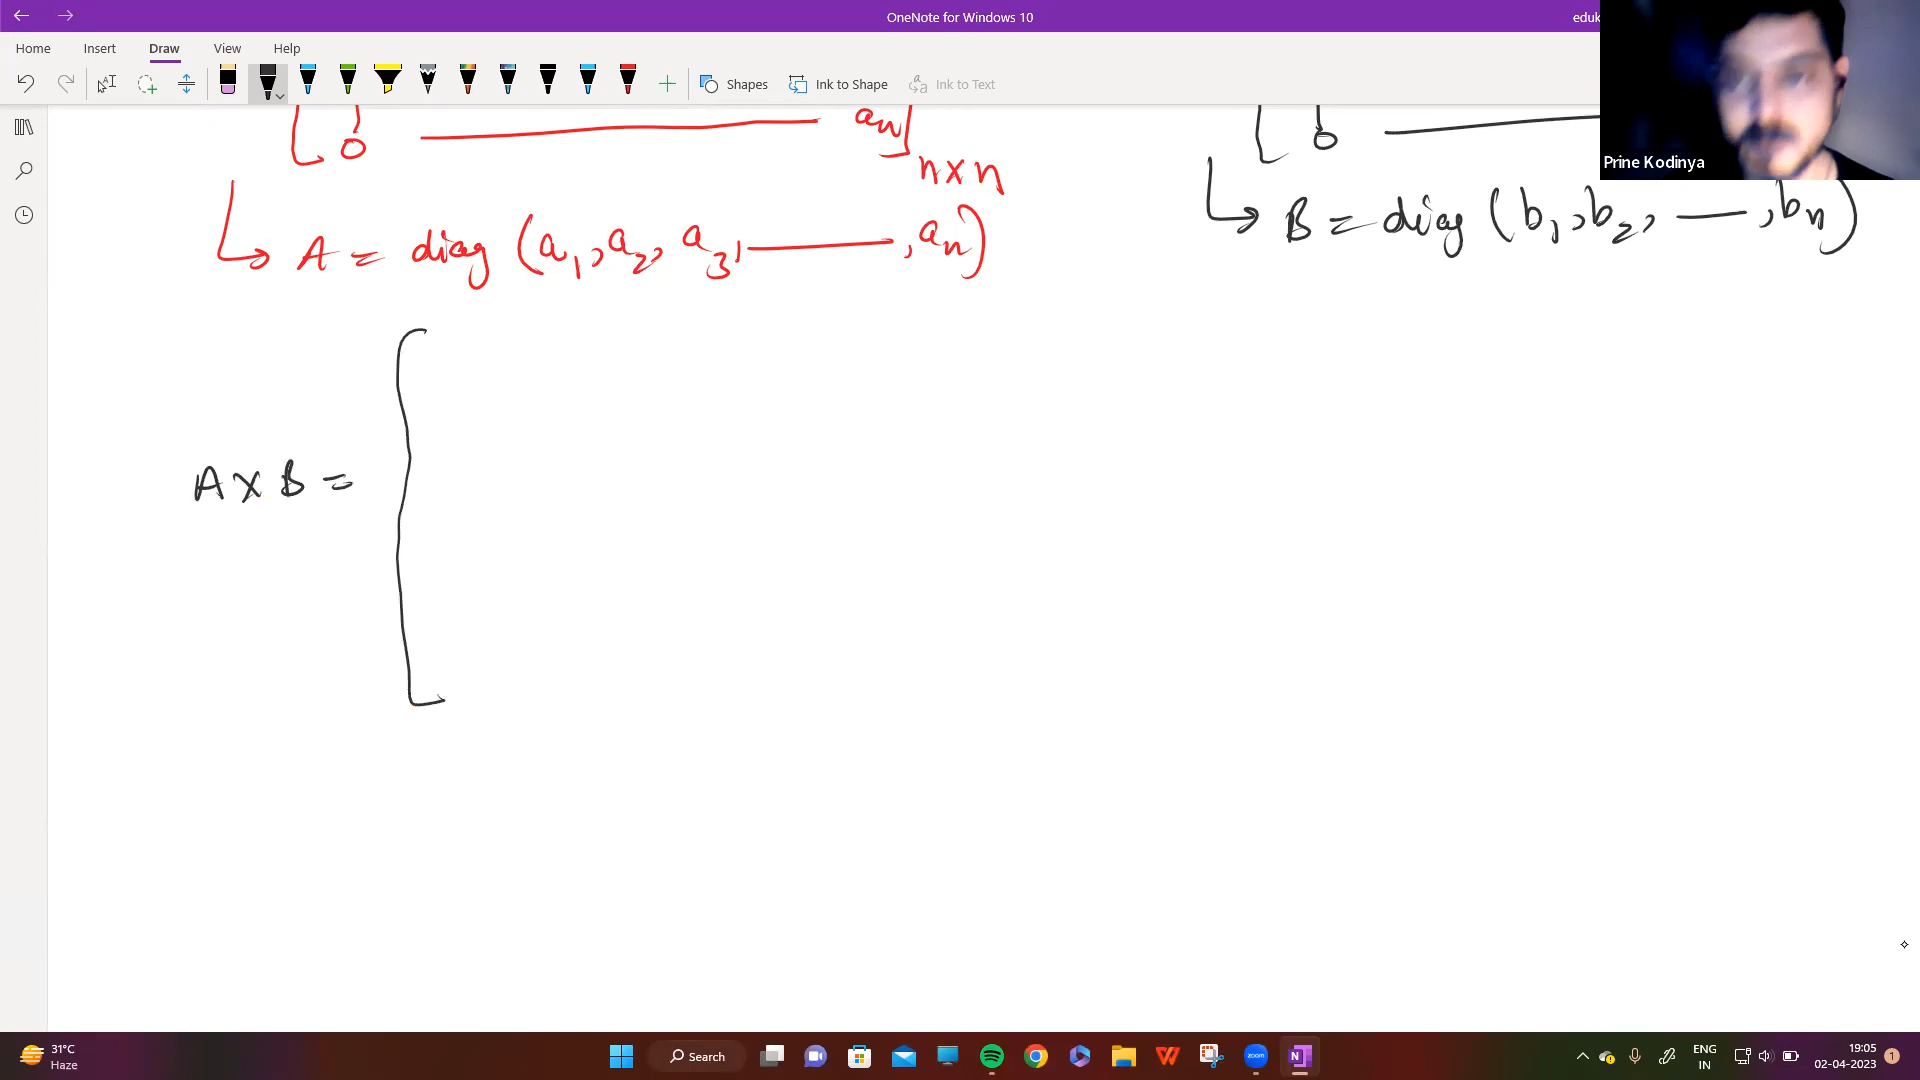 OneNote for Windows 10
eduk
Home Insert Draw View Help
Shapes Ink to Shape Ink to Text
Prine Kodinya
0 an
n×n
0
A = diag (a1, a2, a3, ——, an)
B = diag (b1, b2, ——, bn)
A × B =
31°C
Haze
Search
zoom
N
ENG
IN
19:05
02-04-2023
1